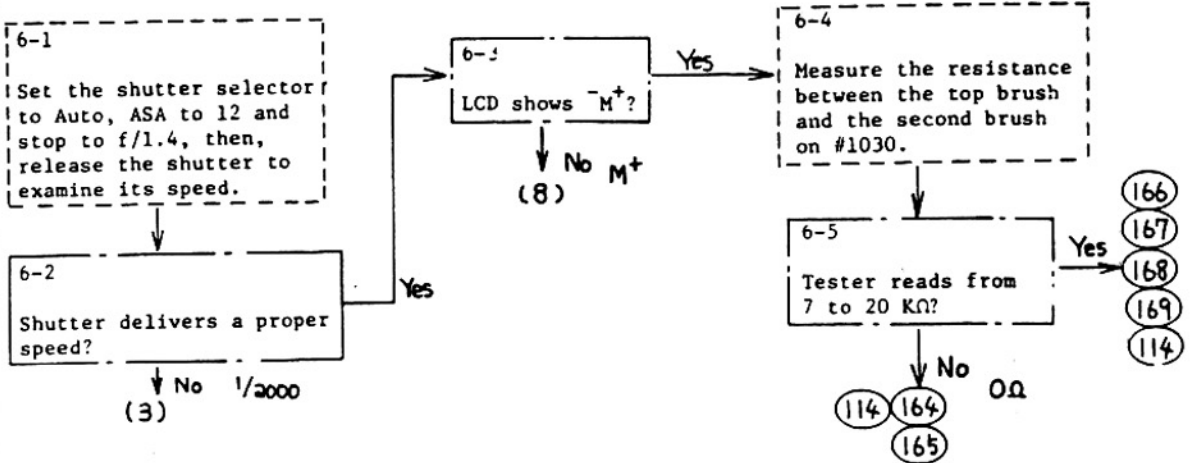 6-1
Set the shutter selector
to Auto, ASA to 12 and
stop to f/1.4, then,
release the shutter to
examine its speed.
6-2
Shutter delivers a proper
speed?
Yes
No 1/2000
(3)
6-3
LCD shows ⁻M⁺?
Yes
No M+
(8)
6-4
Measure the resistance
between the top brush
and the second brush
on #1030.
6-5
Tester reads from
7 to 20 KΩ?
Yes
166
167
168
169
114
No 0Ω
114 164
165